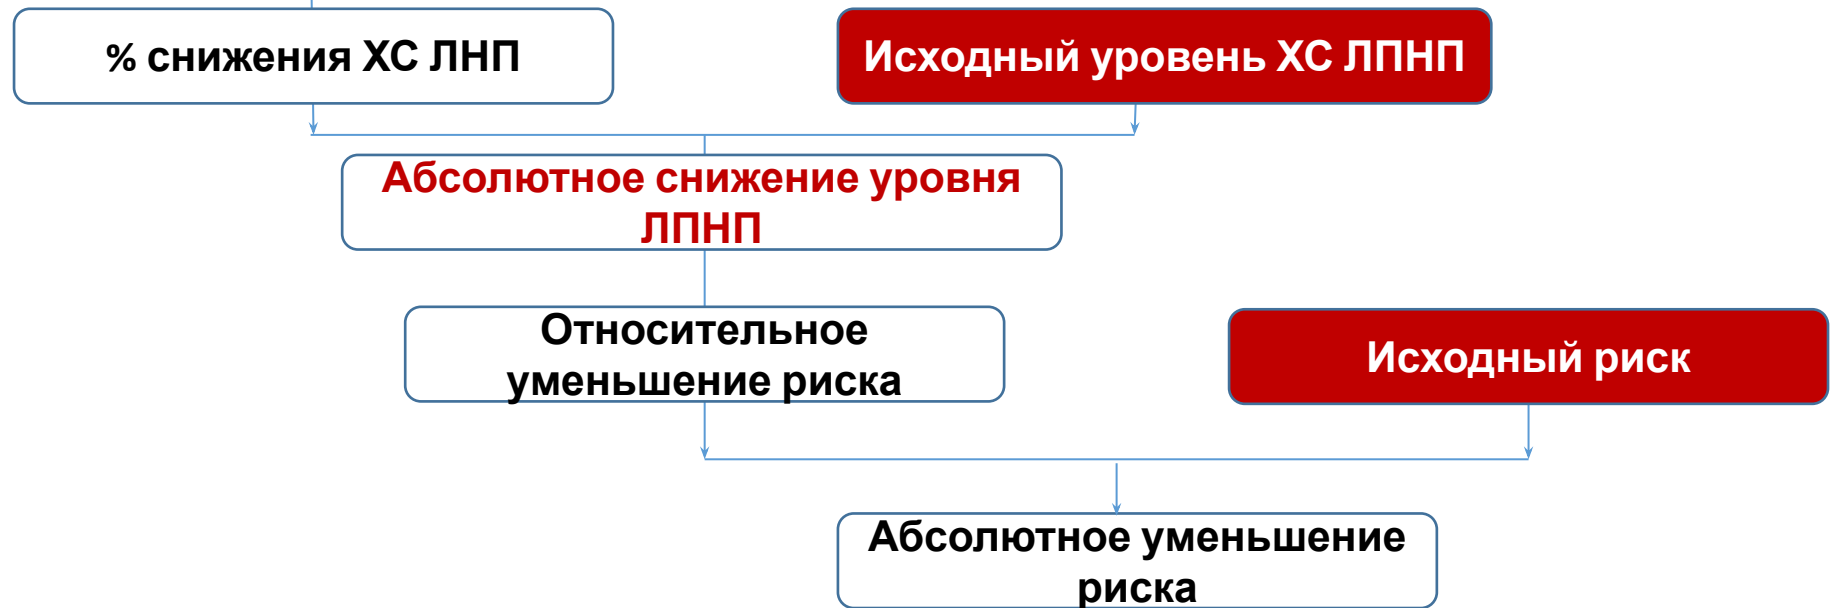 % снижения ХС ЛНП
Исходный уровень ХС ЛПНП
Абсолютное снижение уровня
ЛПНП
Относительное
уменьшение риска
Исходный риск
Абсолютное уменьшение
риска